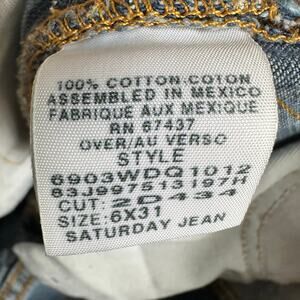 100% COTTON.COTON
ASSEMBLED IN MEXICO
FABRIQUE AUX MEXIQUE
RN 67437
OVER/AU VERSO
STYLE
6903WDQ1012
83J997513197H
CUT: 2D434
SIZE: 6X31
SATURDAY JEAN